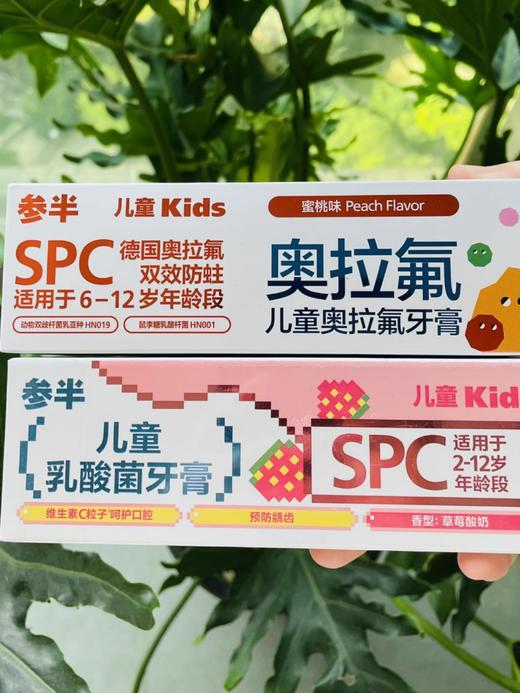 参半
儿童 Kids
蜜桃味 Peach Flavor
SPC
德国奥拉氟
双效防蛀
适用于 6-12 岁年龄段
动物双歧杆菌乳亚种 HN019
鼠李糖乳酪杆菌 HN001
奥拉氟
儿童奥拉氟牙膏
参半
儿童
乳酸菌牙膏
维生素C粒子*呵护口腔
预防龋齿
儿童 Kids
SPC
适用于
2-12岁
年龄段
香型：草莓酸奶